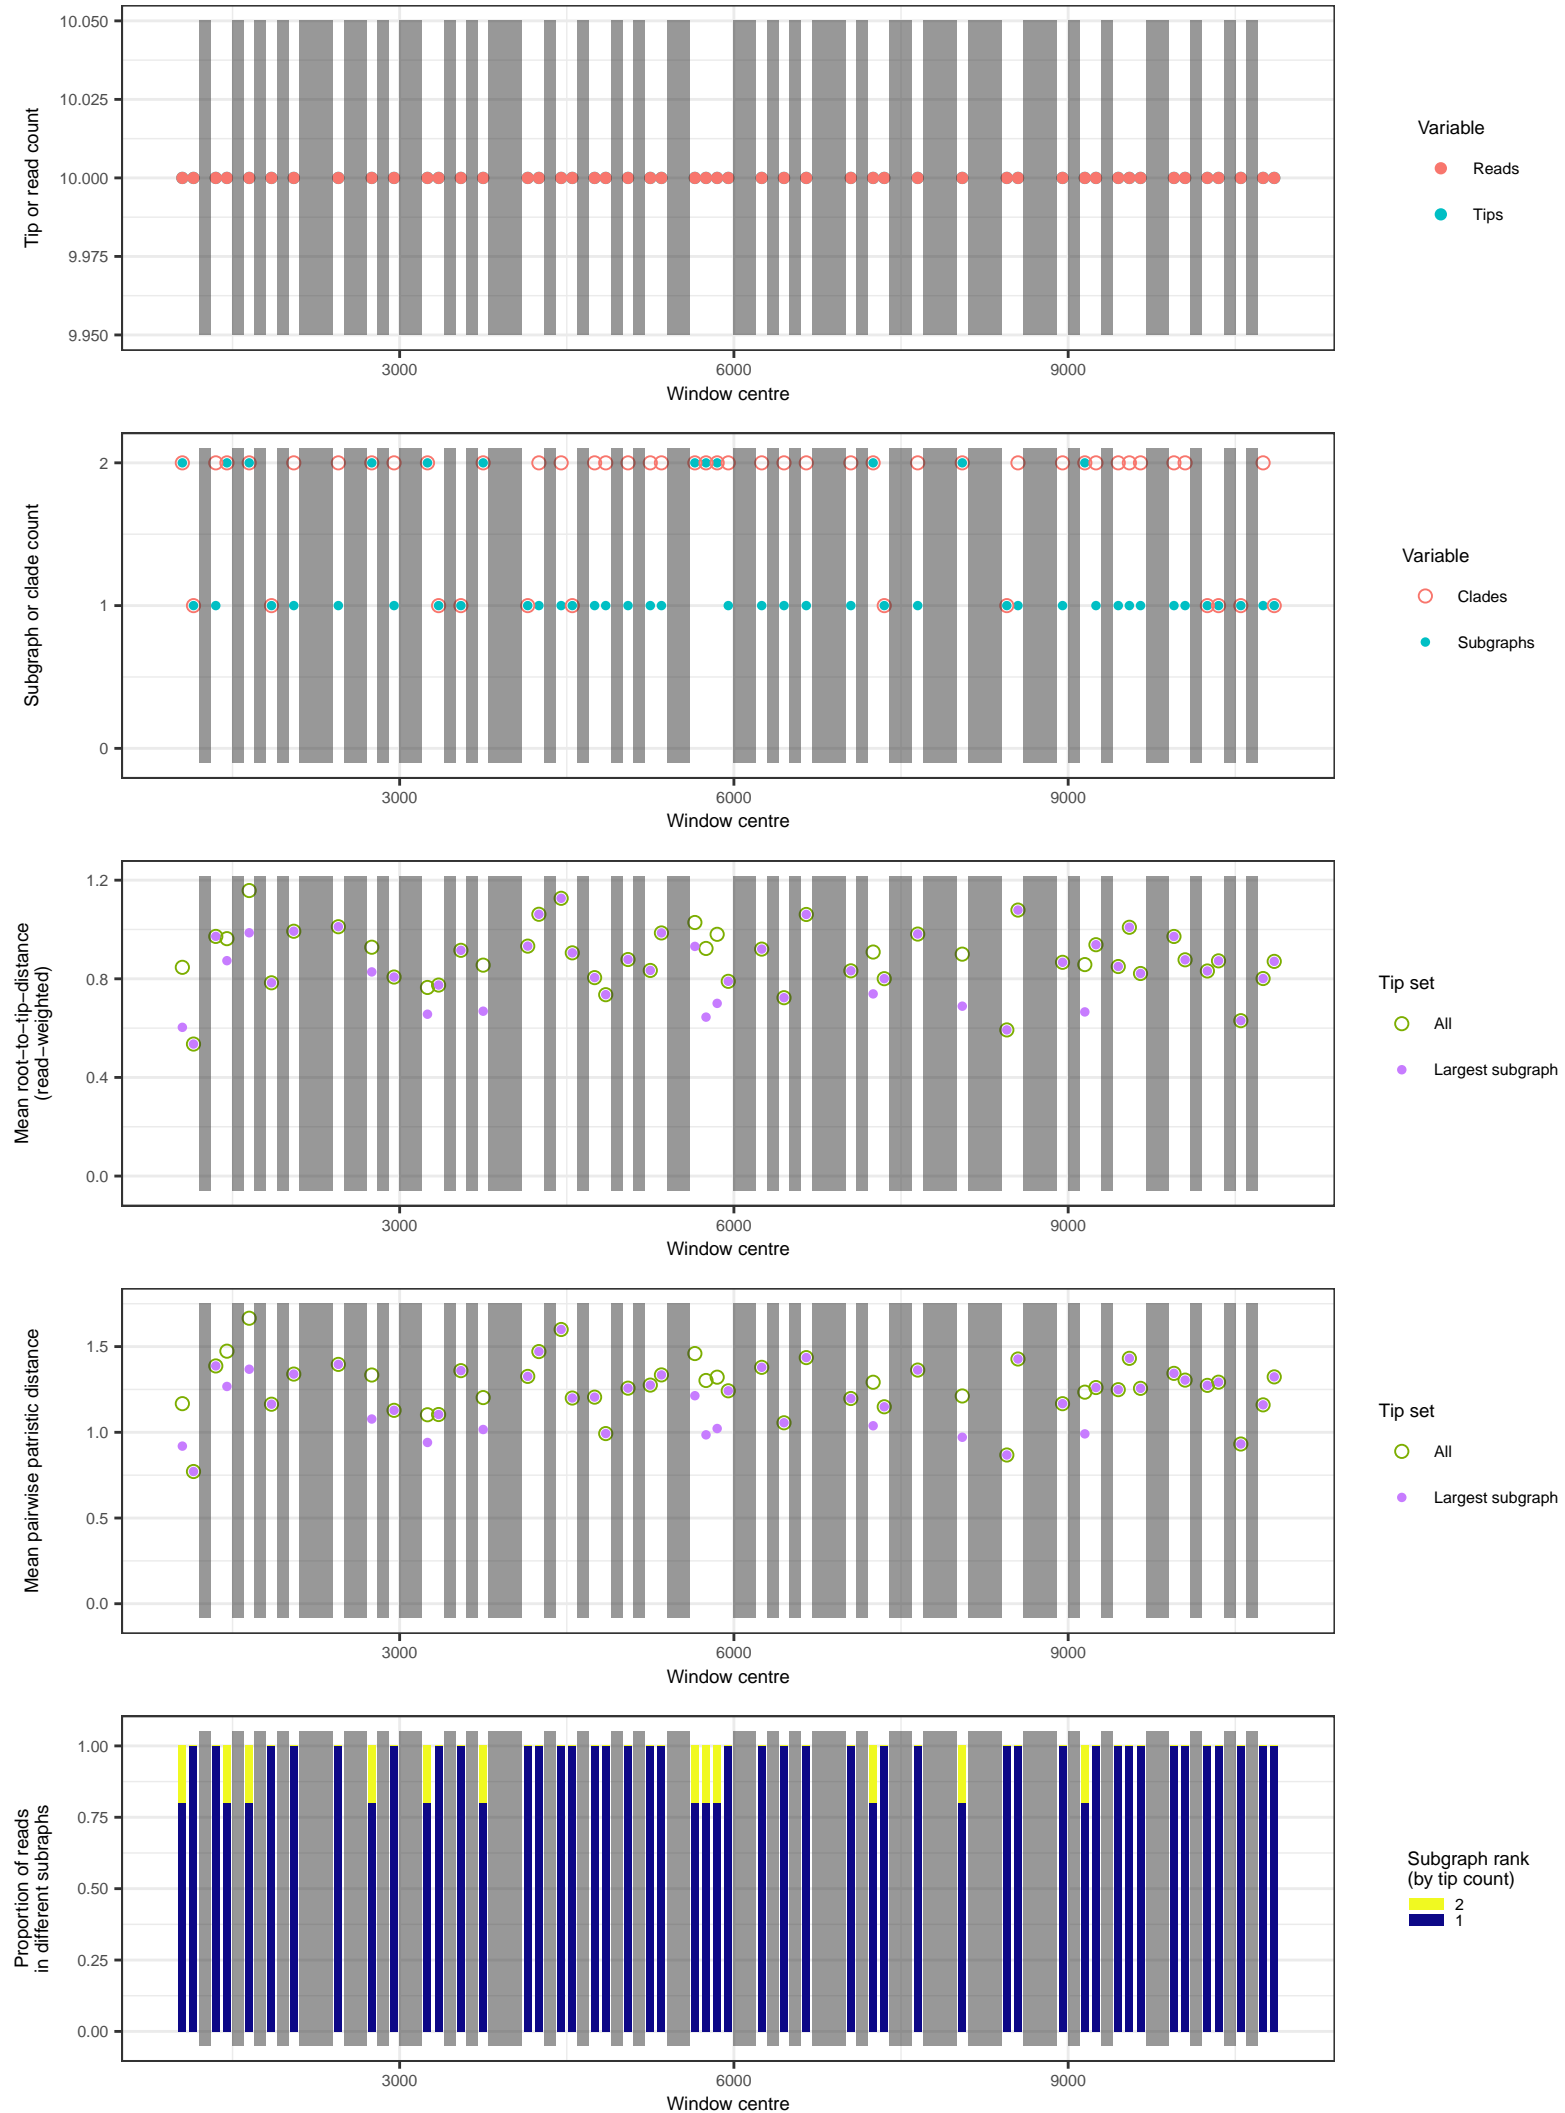 10.050
10.025
10.000
9.975
9.950
Tip or read count
3000
6000
9000
Window centre
Variable
Reads
Tips
2
1
0
Subgraph or clade count
3000
6000
9000
Window centre
Variable
Clades
Subgraphs
1.2
0.8
0.4
0.0
Mean root−to−tip−distance
(read−weighted)
3000
6000
9000
Window centre
Tip set
All
Largest subgraph
1.5
1.0
0.5
0.0
Mean pairwise patristic distance
3000
6000
9000
Window centre
Tip set
All
Largest subgraph
1.00
0.75
0.50
0.25
0.00
Proportion of reads
in different subraphs
3000
6000
9000
Window centre
Subgraph rank
(by tip count)
2
1